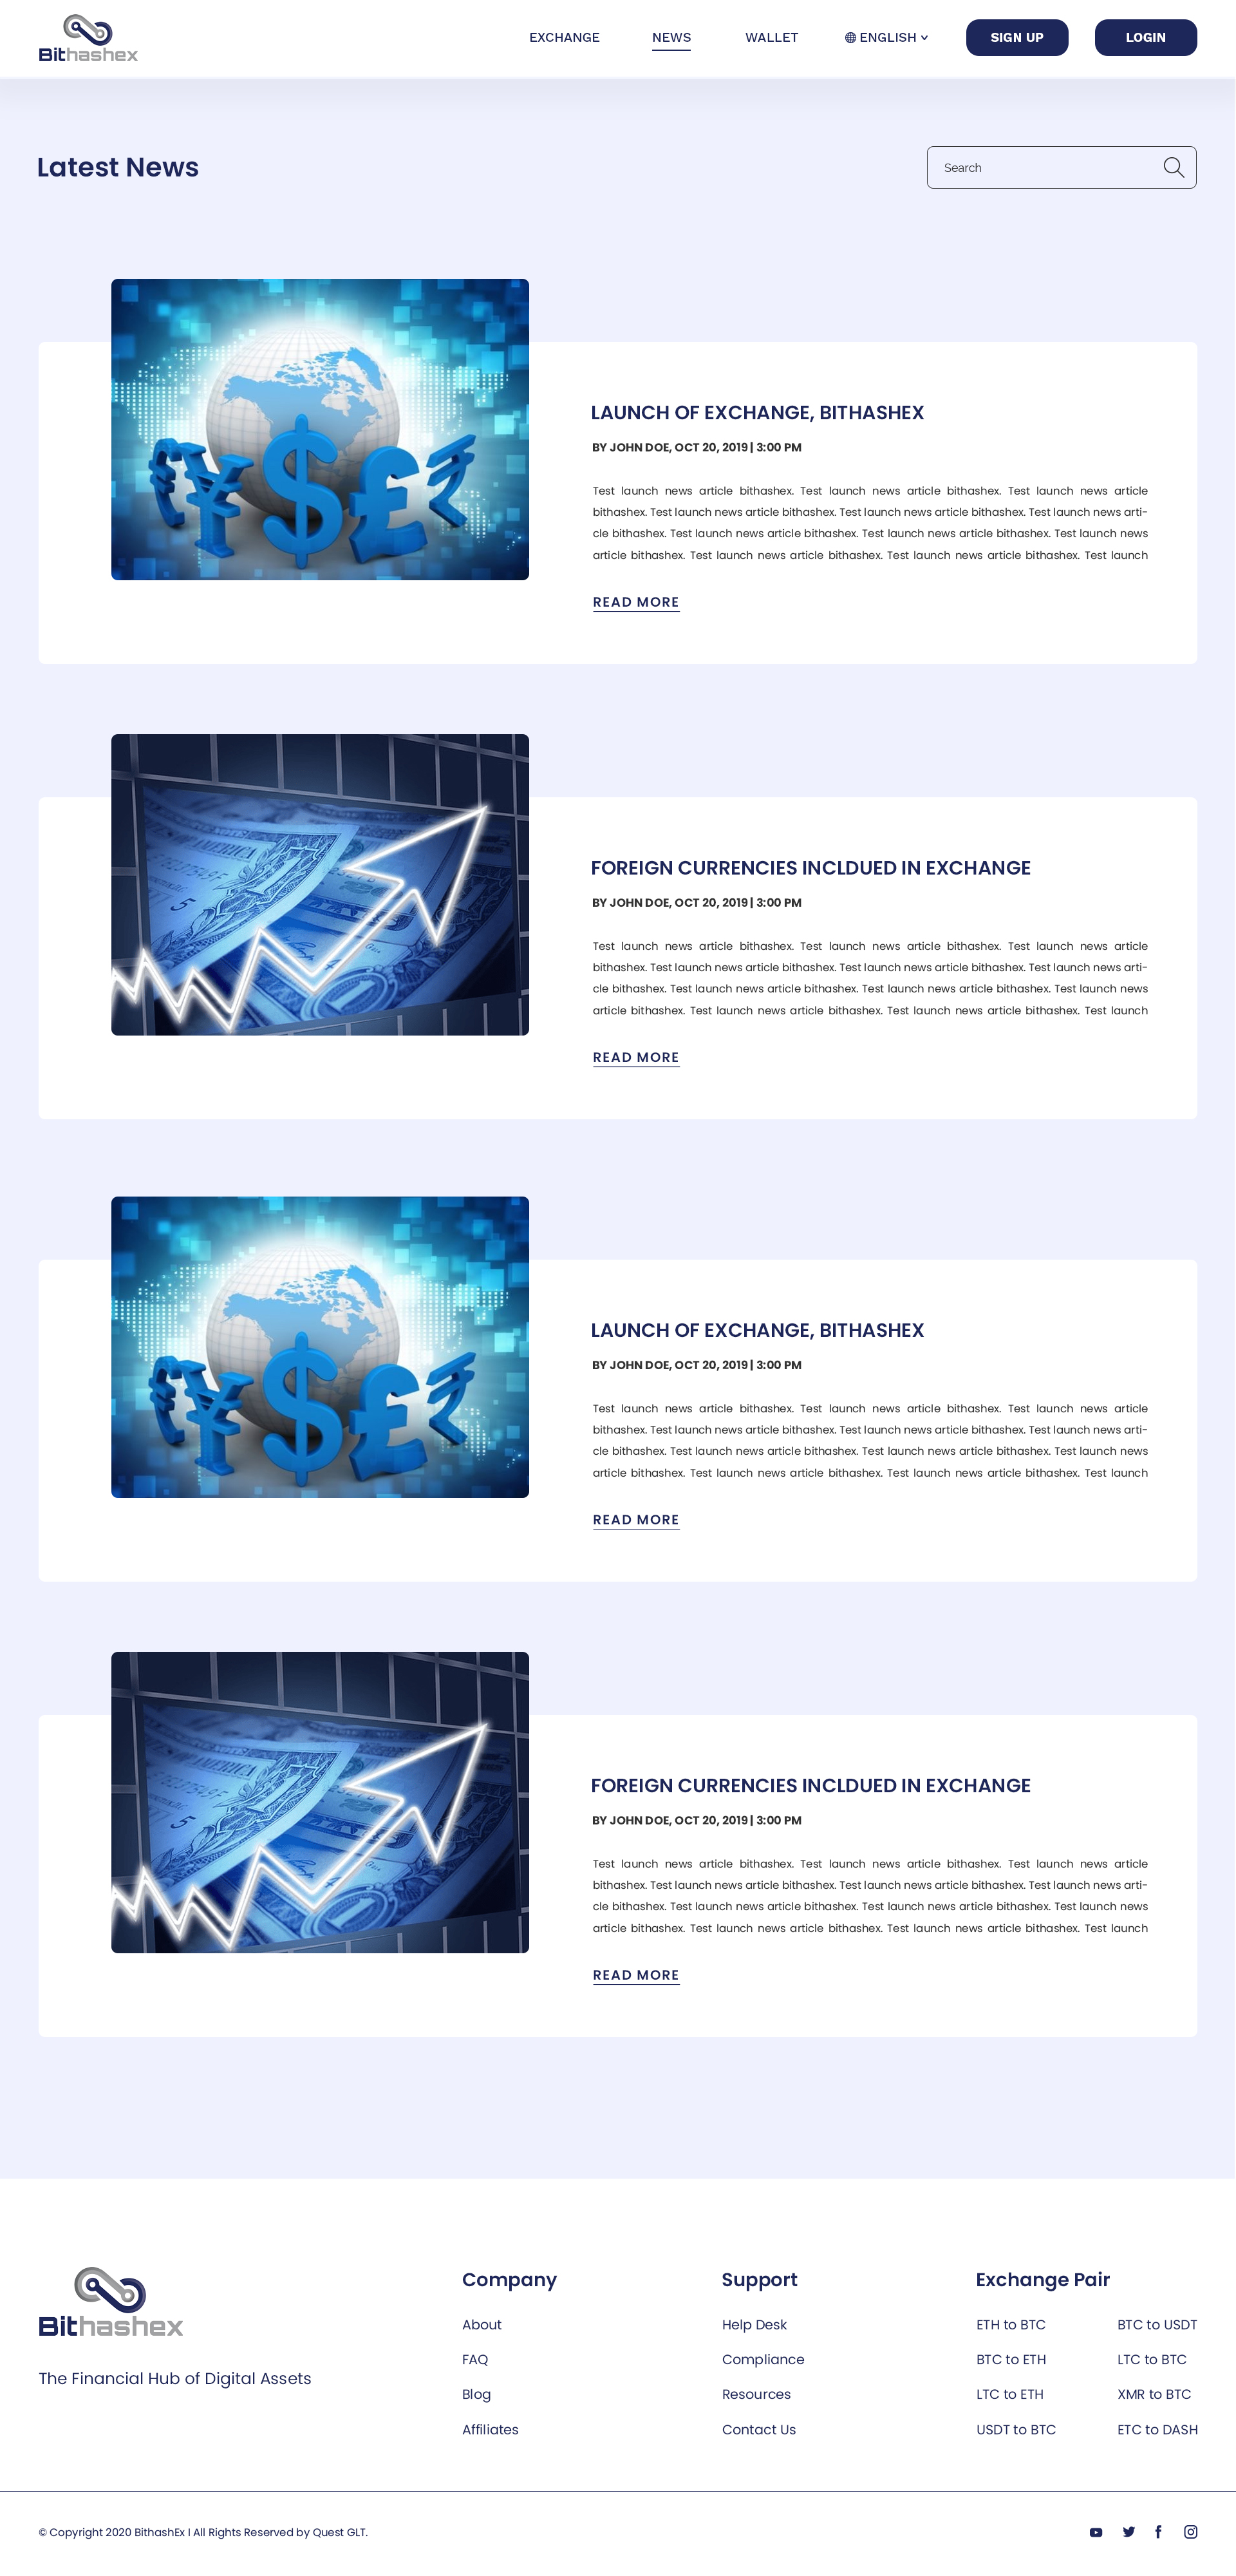 Bithashex
EXCHANGE
NEWS
WALLET
ENGLISH
SIGN UP
LOGIN
Latest News
Search
LAUNCH OF EXCHANGE, BITHASHEX
BY JOHN DOE, OCT 20, 2019 | 3:00 PM
Test launch news article bithashex. Test launch news article bithashex. Test launch news article
bithashex. Test launch news article bithashex. Test launch news article bithashex. Test launch news arti-
cle bithashex. Test launch news article bithashex. Test launch news article bithashex. Test launch news
article bithashex. Test launch news article bithashex. Test launch news article bithashex. Test launch
READ MORE
FOREIGN CURRENCIES INCLDUED IN EXCHANGE
BY JOHN DOE, OCT 20, 2019 | 3:00 PM
Test launch news article bithashex. Test launch news article bithashex. Test launch news article
bithashex. Test launch news article bithashex. Test launch news article bithashex. Test launch news arti-
cle bithashex. Test launch news article bithashex. Test launch news article bithashex. Test launch news
article bithashex. Test launch news article bithashex. Test launch news article bithashex. Test launch
READ MORE
LAUNCH OF EXCHANGE, BITHASHEX
BY JOHN DOE, OCT 20, 2019 | 3:00 PM
Test launch news article bithashex. Test launch news article bithashex. Test launch news article
bithashex. Test launch news article bithashex. Test launch news article bithashex. Test launch news arti-
cle bithashex. Test launch news article bithashex. Test launch news article bithashex. Test launch news
article bithashex. Test launch news article bithashex. Test launch news article bithashex. Test launch
READ MORE
FOREIGN CURRENCIES INCLDUED IN EXCHANGE
BY JOHN DOE, OCT 20, 2019 | 3:00 PM
Test launch news article bithashex. Test launch news article bithashex. Test launch news article
bithashex. Test launch news article bithashex. Test launch news article bithashex. Test launch news arti-
cle bithashex. Test launch news article bithashex. Test launch news article bithashex. Test launch news
article bithashex. Test launch news article bithashex. Test launch news article bithashex. Test launch
READ MORE
Bithashex
The Financial Hub of Digital Assets
Company
About
FAQ
Blog
Affiliates
Support
Help Desk
Compliance
Resources
Contact Us
Exchange Pair
ETH to BTC
BTC to ETH
LTC to ETH
USDT to BTC
BTC to USDT
LTC to BTC
XMR to BTC
ETC to DASH
© Copyright 2020 BithashEx I All Rights Reserved by Quest GLT.